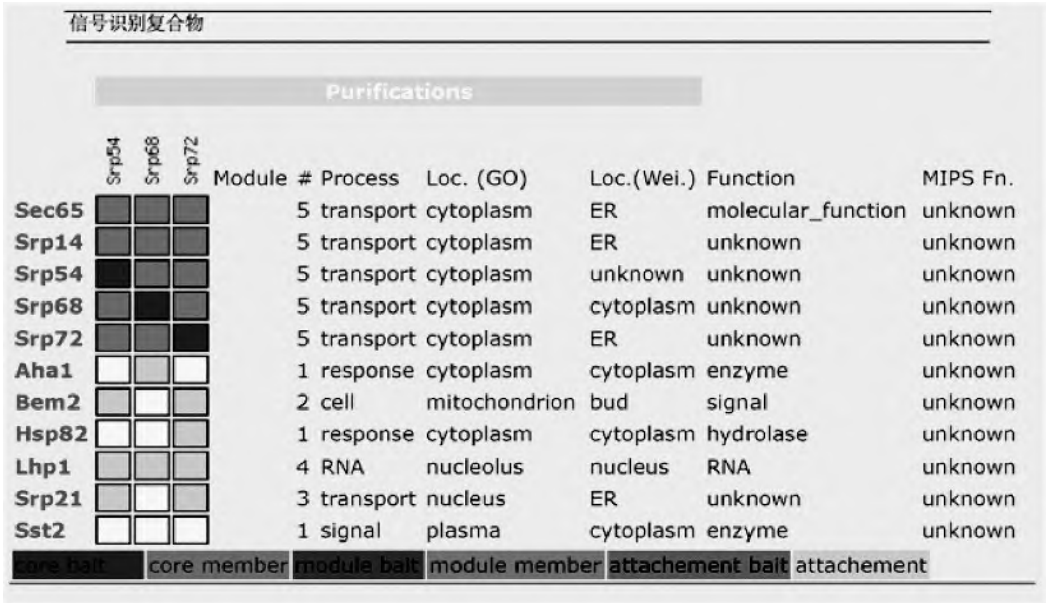 信号识别复合物
Purifications
Srp54 Srp68 Srp72 Module # Process Loc. (GO) Loc.(Wei.) Function MIPS Fn.
Sec65 5 transport cytoplasm ER molecular_function unknown
Srp14 5 transport cytoplasm ER unknown unknown
Srp54 5 transport cytoplasm unknown unknown unknown
Srp68 5 transport cytoplasm cytoplasm unknown unknown
Srp72 5 transport cytoplasm ER unknown unknown
Aha1 1 response cytoplasm cytoplasm enzyme unknown
Bem2 2 cell mitochondrion bud signal unknown
Hsp82 1 response cytoplasm cytoplasm hydrolase unknown
Lhp1 4 RNA nucleolus nucleus RNA unknown
Srp21 3 transport nucleus ER unknown unknown
Sst2 1 signal plasma cytoplasm enzyme unknown
core bait core member module bait module member attachement bait attachement